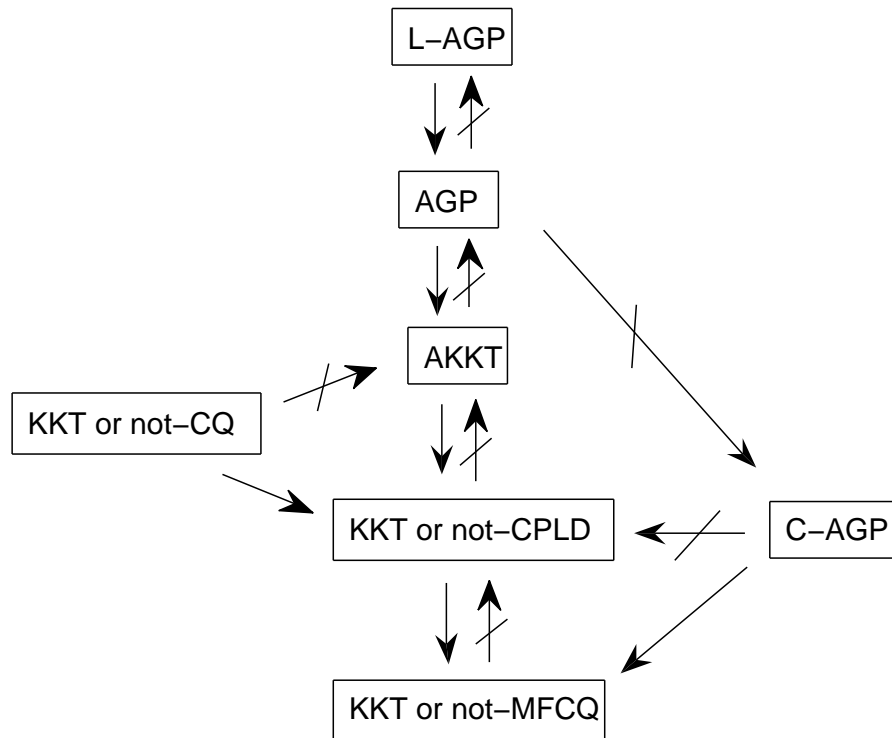 L−AGP
AGP
AKKT
KKT or not−CQ
KKT or not−CPLD
C−AGP
KKT or not−MFCQ